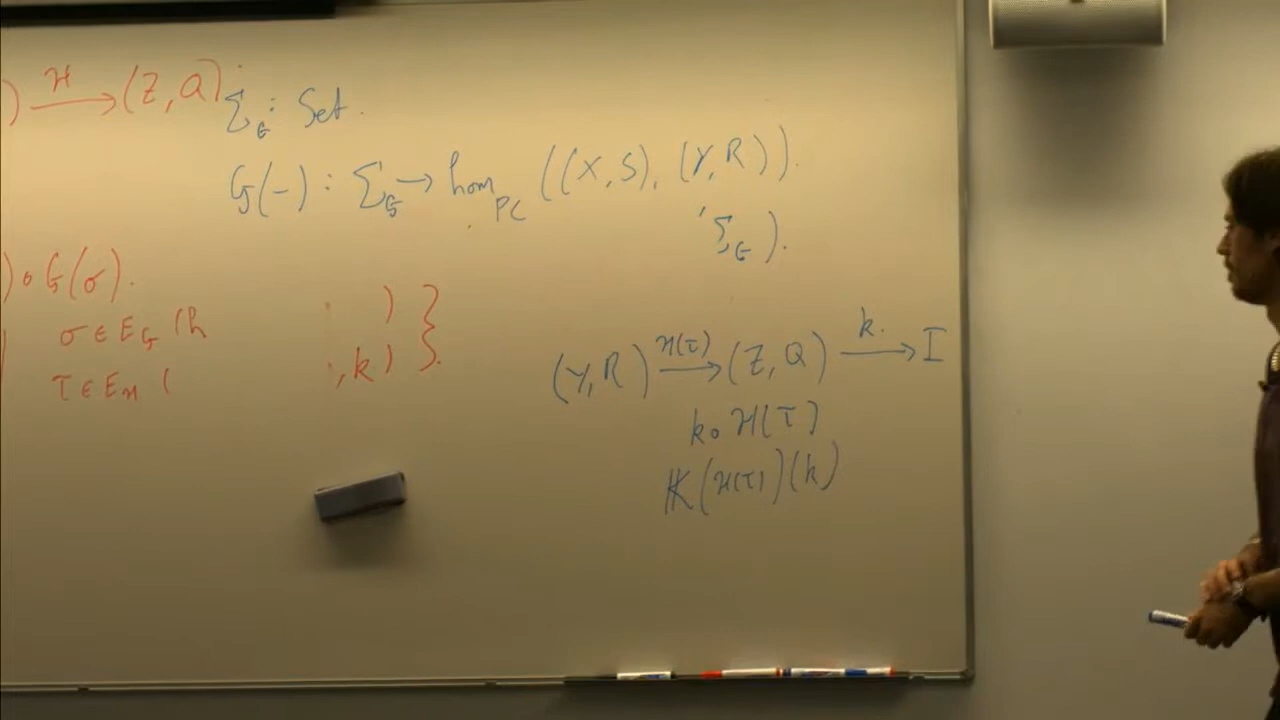 ) —ℋ→ (Z, Q)
Σ_G : Set.
G(−) : Σ_G → hom_PC ((X, S), (Y, R)).
Σ_G ).
) ∘ G(σ).
σ ∈ E_G (h
)
}.
τ ∈ E_ℋ (
, k)
(Y, R) —ℋ(τ)→ (Z, Q) —k.→ I
k ∘ ℋ(τ)
𝕂(ℋ(τ))(k)